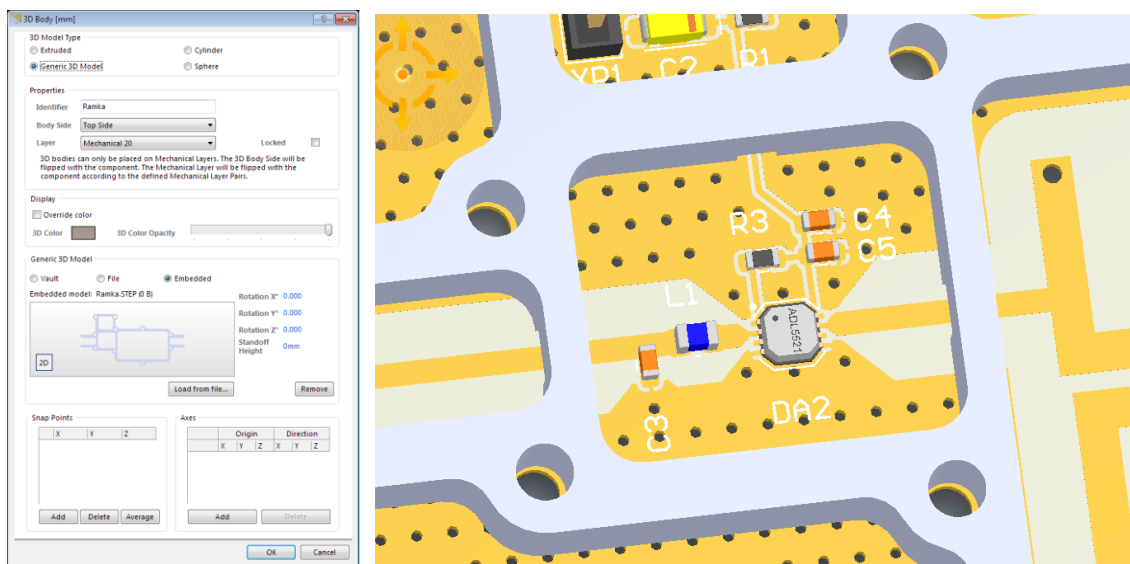 3D Body [mm]
3D Model Type
Extruded
Cylinder
Generic 3D Model
Sphere
Properties
Identifier Ramka
Body Side Top Side
Layer Mechanical 20 Locked
3D bodies can only be placed on Mechanical Layers. The 3D Body Side will be
flipped with the component. The Mechanical Layer will be flipped with the
component according to the defined Mechanical Layer Pairs.
Display
Override color
3D Color 3D Color Opacity
Generic 3D Model
Vault File Embedded
Embedded model: Ramka.STEP (0 B)
Rotation X° 0.000
Rotation Y° 0.000
Rotation Z° 0.000
Standoff
Height 0mm
2D
Load from file... Remove
Snap Points
X Y Z
Add Delete Average
Axes
Origin Direction
X Y Z X Y Z
Add Delete
OK Cancel
XP1 C2 R1
R3 C4
C5
L1
ADL5521
C3
DA2